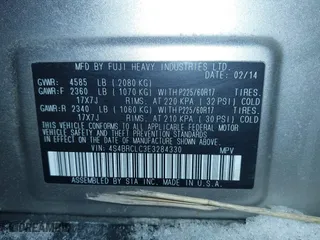 MFD BY FUJI HEAVY INDUSTRIES LTD.
DATE 02/14
GVWR: 4585 LB (2080 KG)
GAWR:F 2360 LB (1070 KG) WITH P225/60R17 TIRES.
17X7J RIMS. AT 220 KPA (32 PSI) COLD
GAWR:R 2340 LB (1060 KG) WITH P225/60R17 TIRES.
17X7J RIMS. AT 210 KPA (30 PSI) COLD
THIS VEHICLE CONFORMS TO ALL APPLICABLE
FEDERAL MOTOR VEHICLE SAFETY, BUMPER,
AND THEFT PREVENTION STANDARDS
IN EFFECT ON THE DATE OF
MANUFACTURE SHOWN ABOVE.
VIN: 4S4BRCLC3E3284330 MPV
ASSEMBLED BY SIA INC. MADE IN U.S.A.